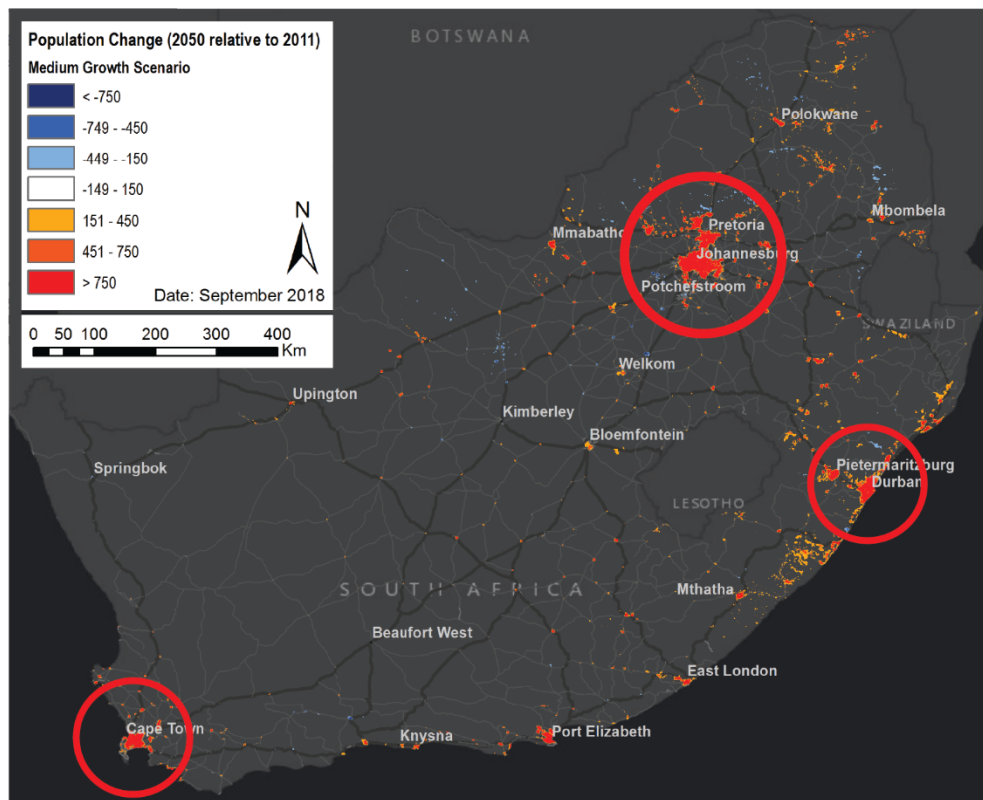 Population Change (2050 relative to 2011)
Medium Growth Scenario
< -750
-749 - -450
-449 - -150
-149 - 150
151 - 450
451 - 750
> 750
N
Date: September 2018
0 50 100 200 300 400
Km
BOTSWANA
Polokwane
Mbombela
Pretoria
Mmabatho
Johannesburg
Potchefstroom
SWAZILAND
Welkom
Upington
Kimberley
Bloemfontein
Springbok
Pietermaritzburg
Durban
LESOTHO
SOUTH AFRICA
Mthatha
Beaufort West
East London
Cape Town
Knysna
Port Elizabeth